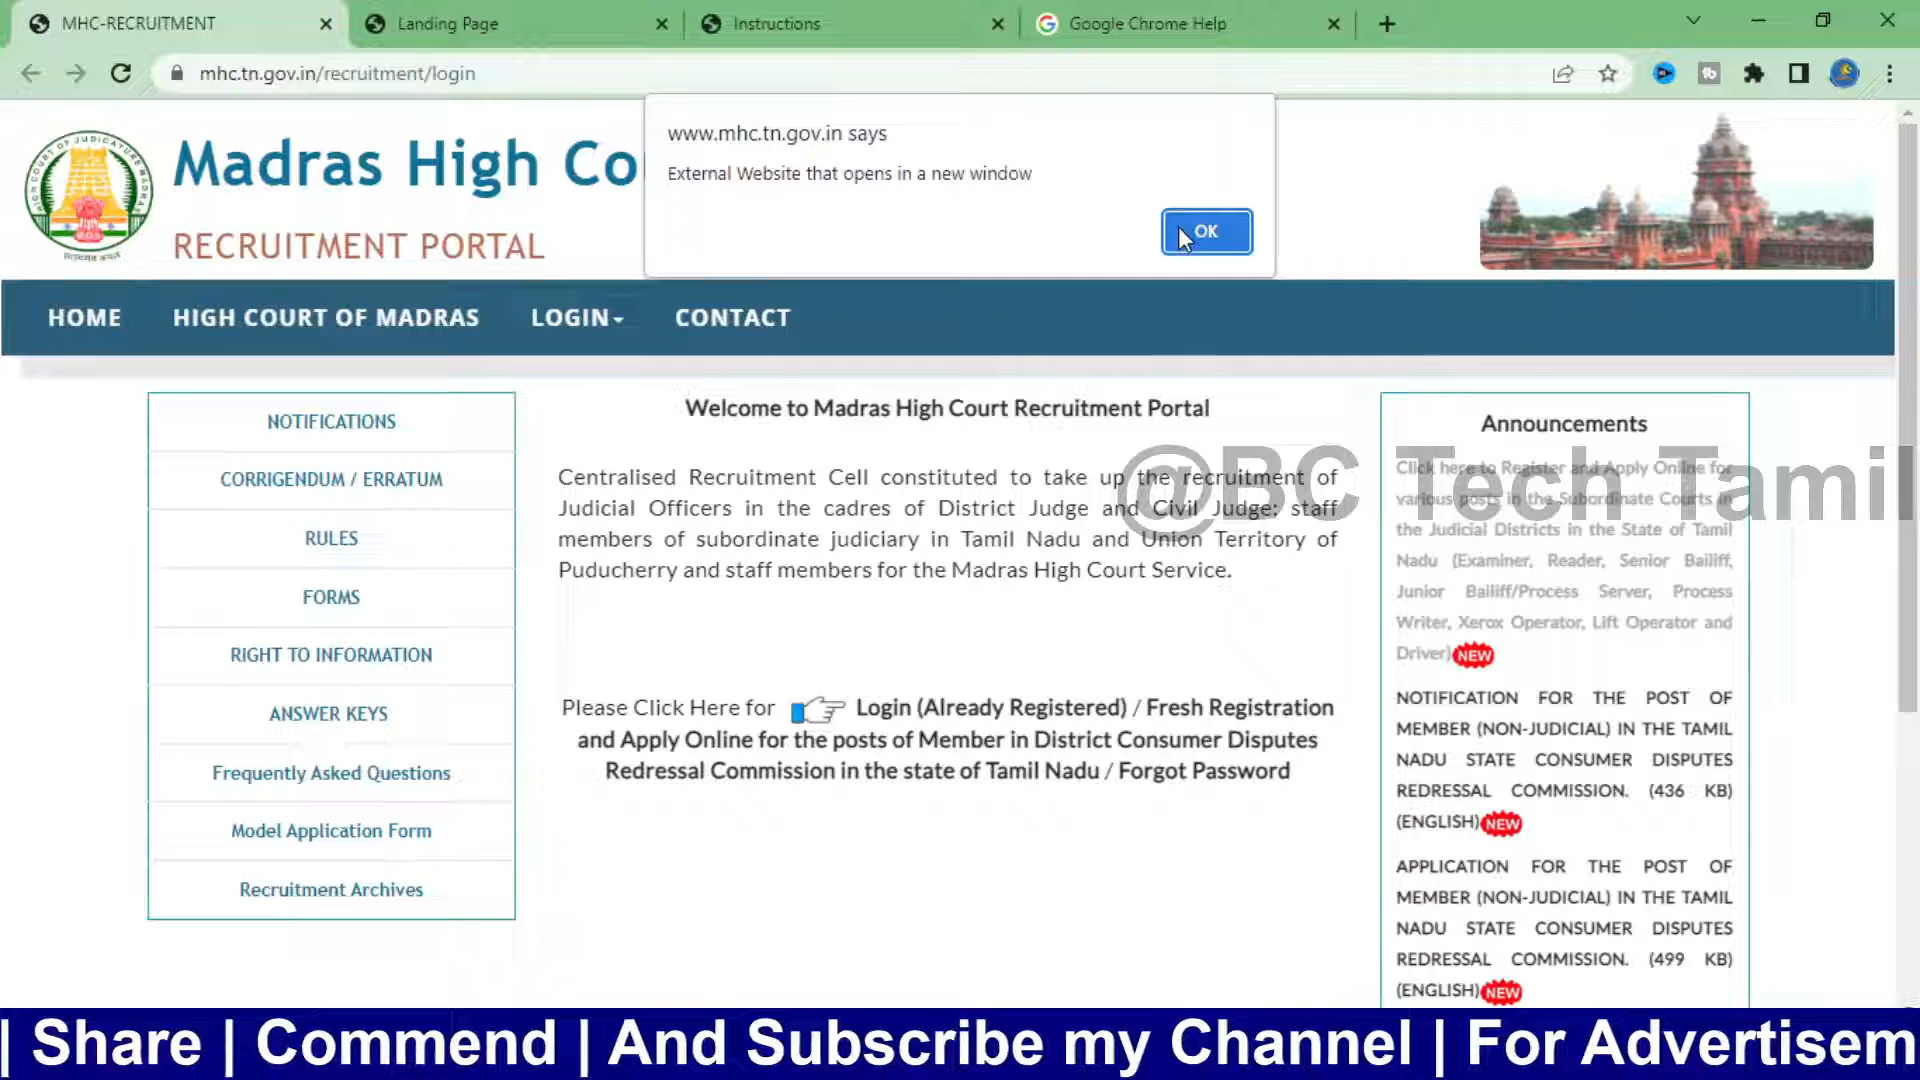 MHC-RECRUITMENT
Landing Page
Instructions
Google Chrome Help
mhc.tn.gov.in/recruitment/login
www.mhc.tn.gov.in says
External Website that opens in a new window
OK
Madras High Co
RECRUITMENT PORTAL
HOME
HIGH COURT OF MADRAS
LOGIN
CONTACT
NOTIFICATIONS
CORRIGENDUM / ERRATUM
RULES
FORMS
RIGHT TO INFORMATION
ANSWER KEYS
Frequently Asked Questions
Model Application Form
Recruitment Archives
Welcome to Madras High Court Recruitment Portal
Centralised Recruitment Cell constituted to take up the recruitment of
Judicial Officers in the cadres of District Judge and Civil Judge; staff
members of subordinate judiciary in Tamil Nadu and Union Territory of
Puducherry and staff members for the Madras High Court Service.
Please Click Here for Login (Already Registered) / Fresh Registration
and Apply Online for the posts of Member in District Consumer Disputes
Redressal Commission in the state of Tamil Nadu / Forgot Password
@BC Tech Tamil
Announcements
Click here to Register and Apply Online for
various posts in the Subordinate Courts in
the Judicial Districts in the State of Tamil
Nadu (Examiner, Reader, Senior Bailiff,
Junior Bailiff/Process Server, Process
Writer, Xerox Operator, Lift Operator and
Driver) NEW
NOTIFICATION FOR THE POST OF
MEMBER (NON-JUDICIAL) IN THE TAMIL
NADU STATE CONSUMER DISPUTES
REDRESSAL COMMISSION. (436 KB)
(ENGLISH) NEW
APPLICATION FOR THE POST OF
MEMBER (NON-JUDICIAL) IN THE TAMIL
NADU STATE CONSUMER DISPUTES
REDRESSAL COMMISSION. (499 KB)
(ENGLISH) NEW
| Share | Commend | And Subscribe my Channel | For Advertisem